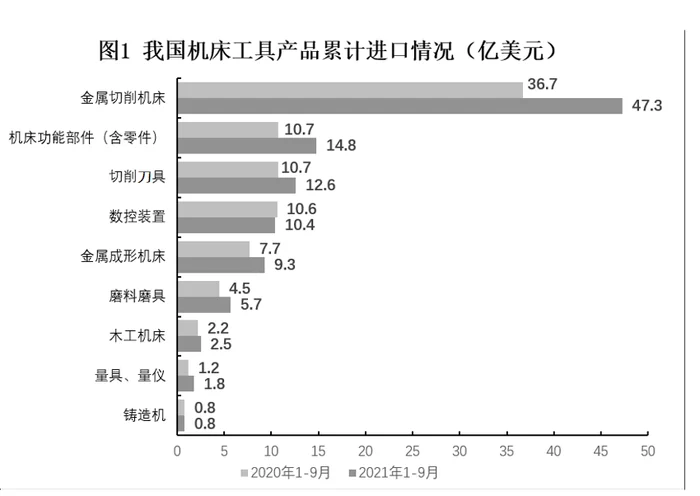 图1 我国机床工具产品累计进口情况（亿美元）
金属切削机床 36.7
47.3
机床功能部件（含零件） 10.7
14.8
切削刀具 10.7
12.6
数控装置 10.6
10.4
金属成形机床 7.7
9.3
磨料磨具 4.5
5.7
木工机床 2.2
2.5
量具、量仪 1.2
1.8
铸造机 0.8
0.8
0 5 10 15 20 25 30 35 40 45 50
2020年1-9月 2021年1-9月